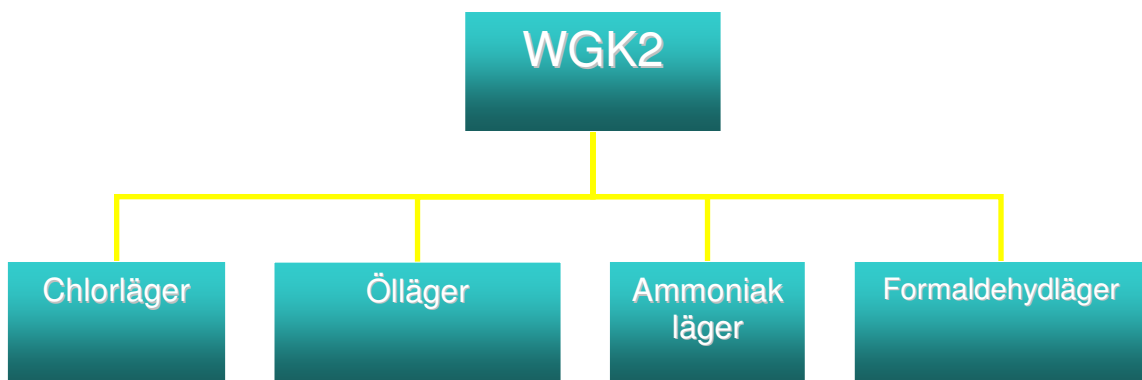 WGK2
Chlorläger
Ölläger
Ammoniak
läger
Formaldehydläger